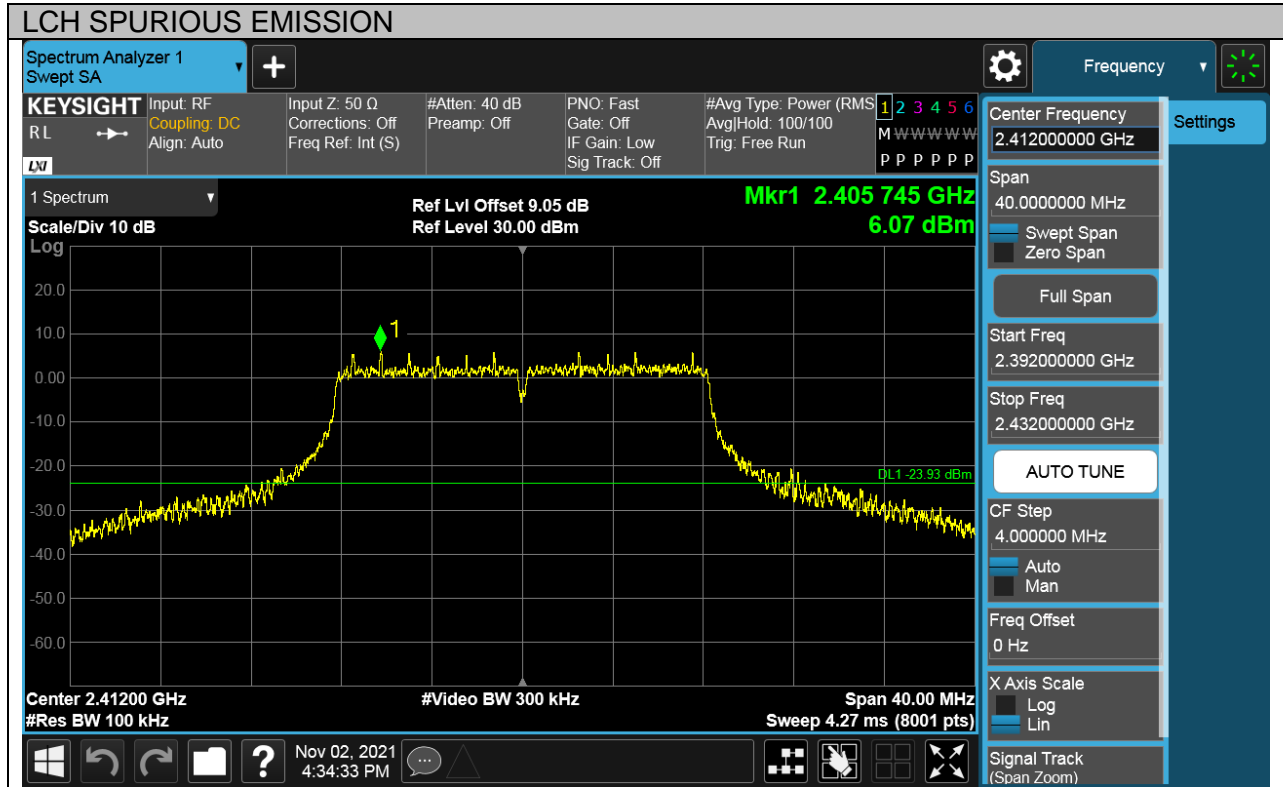 LCH SPURIOUS EMISSION
Spectrum Analyzer 1
Swept SA
Frequency
KEYSIGHT
RL
LXI
Input: RF
Coupling: DC
Align: Auto
Input Z: 50 Ω
Corrections: Off
Freq Ref: Int (S)
#Atten: 40 dB
Preamp: Off
PNO: Fast
Gate: Off
IF Gain: Low
Sig Track: Off
#Avg Type: Power (RMS
Avg|Hold: 100/100
Trig: Free Run
1 2 3 4 5 6
M W W W W W
P P P P P P
1 Spectrum
Scale/Div 10 dB
Ref Lvl Offset 9.05 dB
Ref Level 30.00 dBm
Mkr1 2.405 745 GHz
6.07 dBm
Log
20.0
10.0
0.00
-10.0
-20.0
-30.0
-40.0
-50.0
-60.0
1
DL1 -23.93 dBm
Center 2.41200 GHz
#Res BW 100 kHz
#Video BW 300 kHz
Span 40.00 MHz
Sweep 4.27 ms (8001 pts)
Center Frequency
2.412000000 GHz
Settings
Span
40.0000000 MHz
Swept Span
Zero Span
Full Span
Start Freq
2.392000000 GHz
Stop Freq
2.432000000 GHz
AUTO TUNE
CF Step
4.000000 MHz
Auto
Man
Freq Offset
0 Hz
X Axis Scale
Log
Lin
Signal Track
(Span Zoom)
?
Nov 02, 2021
4:34:33 PM